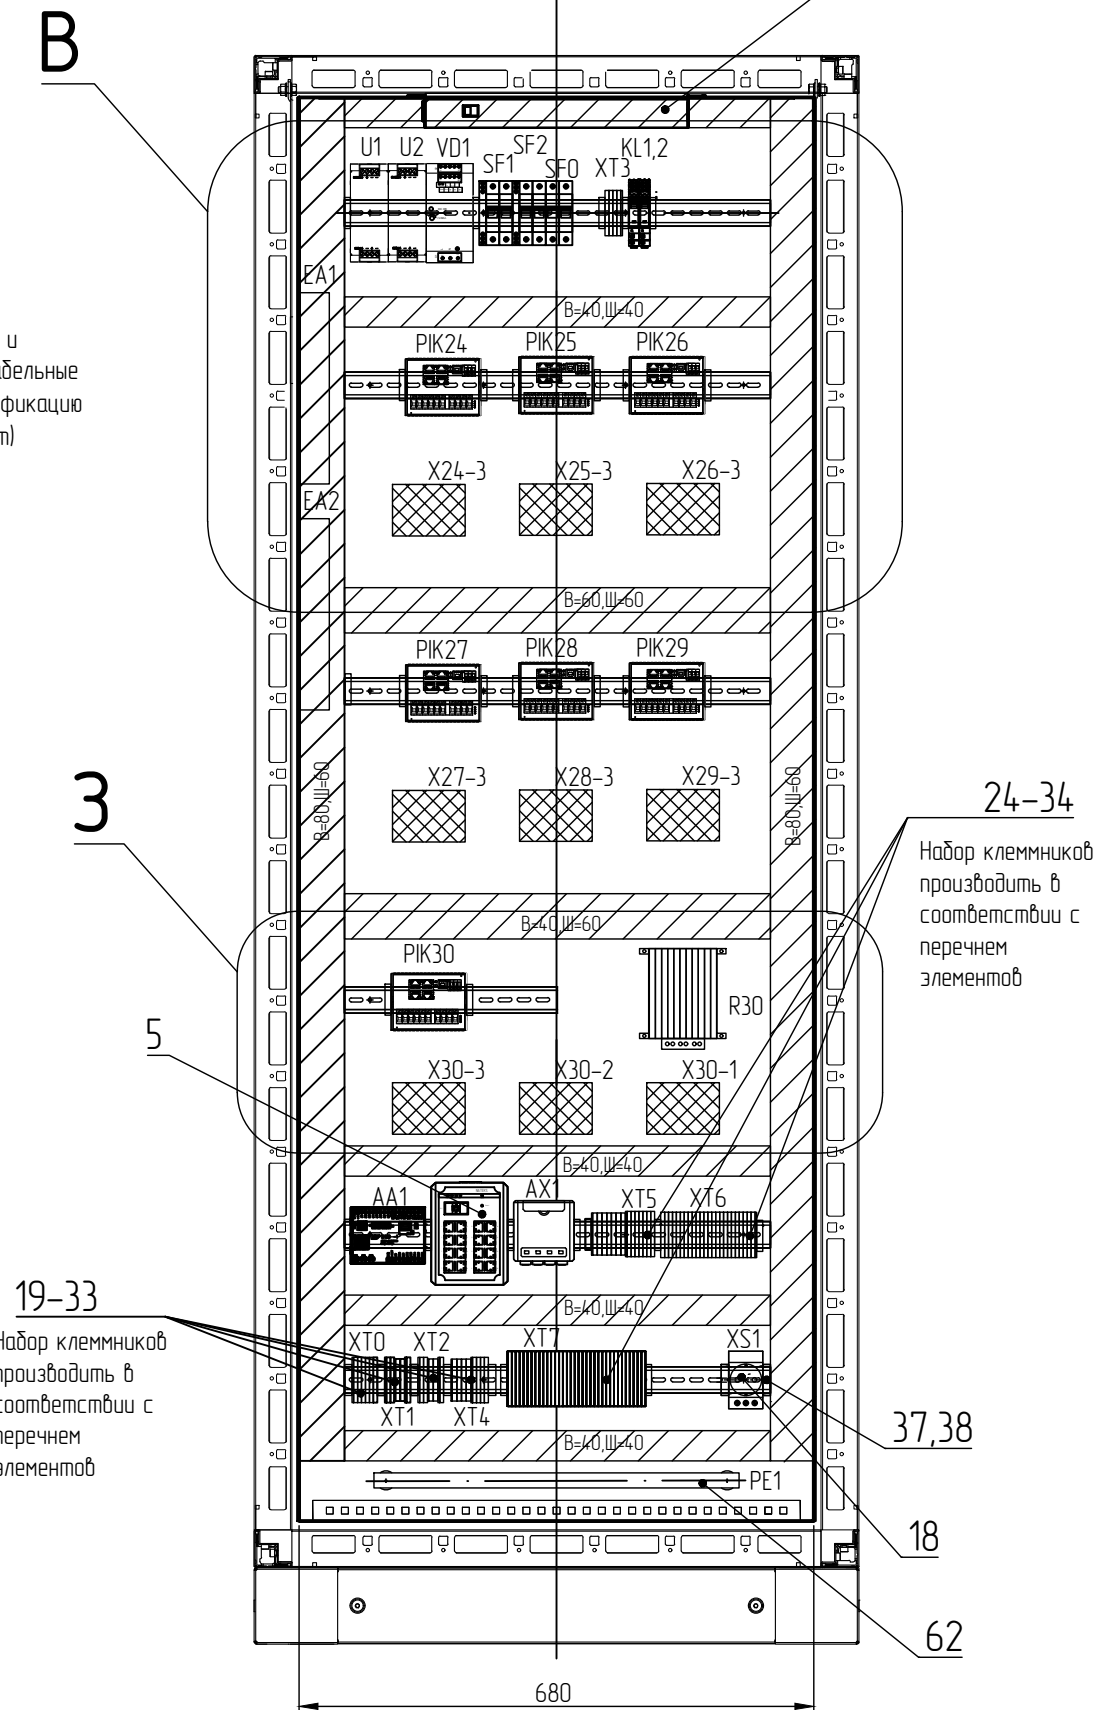 В
U1 U2 VD1 SF1 SF2 SF0 XT3 KL1,2
EA1
В=40,Ш=40
и
фикацию
PIK24 PIK25 PIK26
X24-3 X25-3 X26-3
EA2
В=60,Ш=60
PIK27 PIK28 PIK29
В=80,Ш=60
X27-3 X28-3 X29-3
В=80,Ш=60
З
24-34
Набор клеммников
производить в
соответствии с
перечнем
элементов
В=40,Ш=60
PIK30
R30
5
X30-3 X30-2 X30-1
В=40,Ш=40
AA1 AX1 XT5 XT6
19-33
Набор клеммников
производить в
соответствии с
перечнем
элементов
В=40,Ш=40
XT0 XT2 XT7 XS1
XT1 XT4
37,38
В=40,Ш=40
PE1
18
62
680